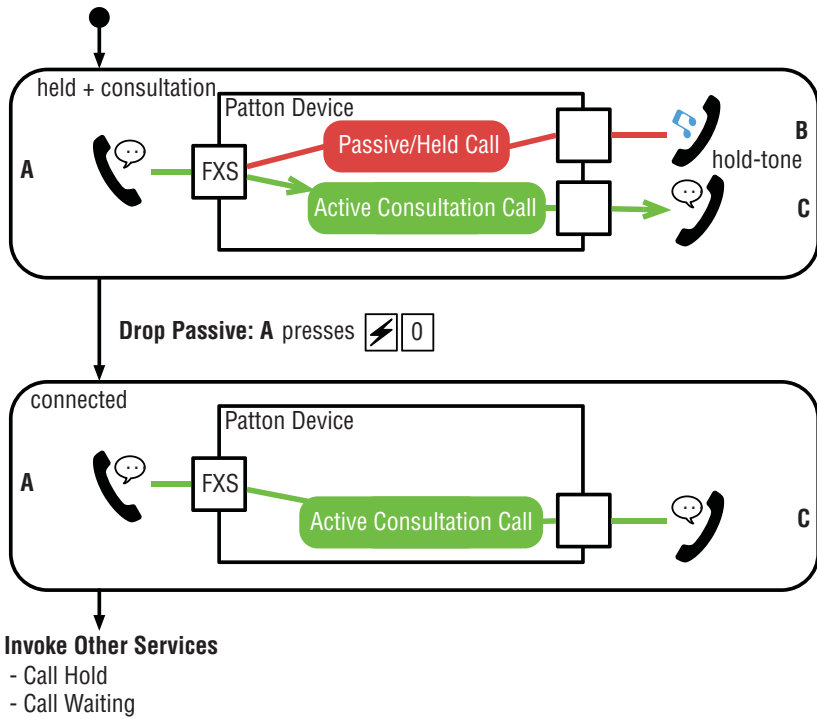 held + consultation
Patton Device
A
FXS
Passive/Held Call
B
hold-tone
Active Consultation Call
C
Drop Passive: A presses 0
connected
Patton Device
A
FXS
Active Consultation Call
C
Invoke Other Services
- Call Hold
- Call Waiting